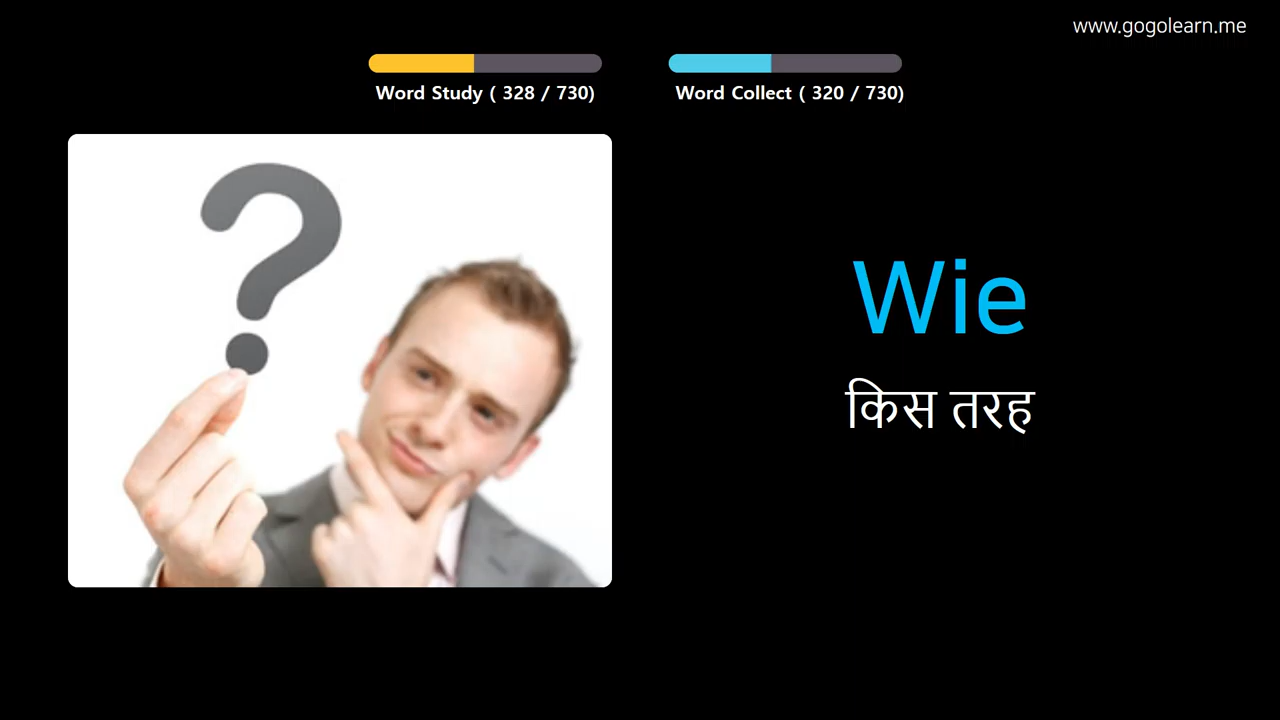 www.gogolearn.me
Word Study ( 328 / 730)
Word Collect ( 320 / 730)
?
Wie
किस तरह